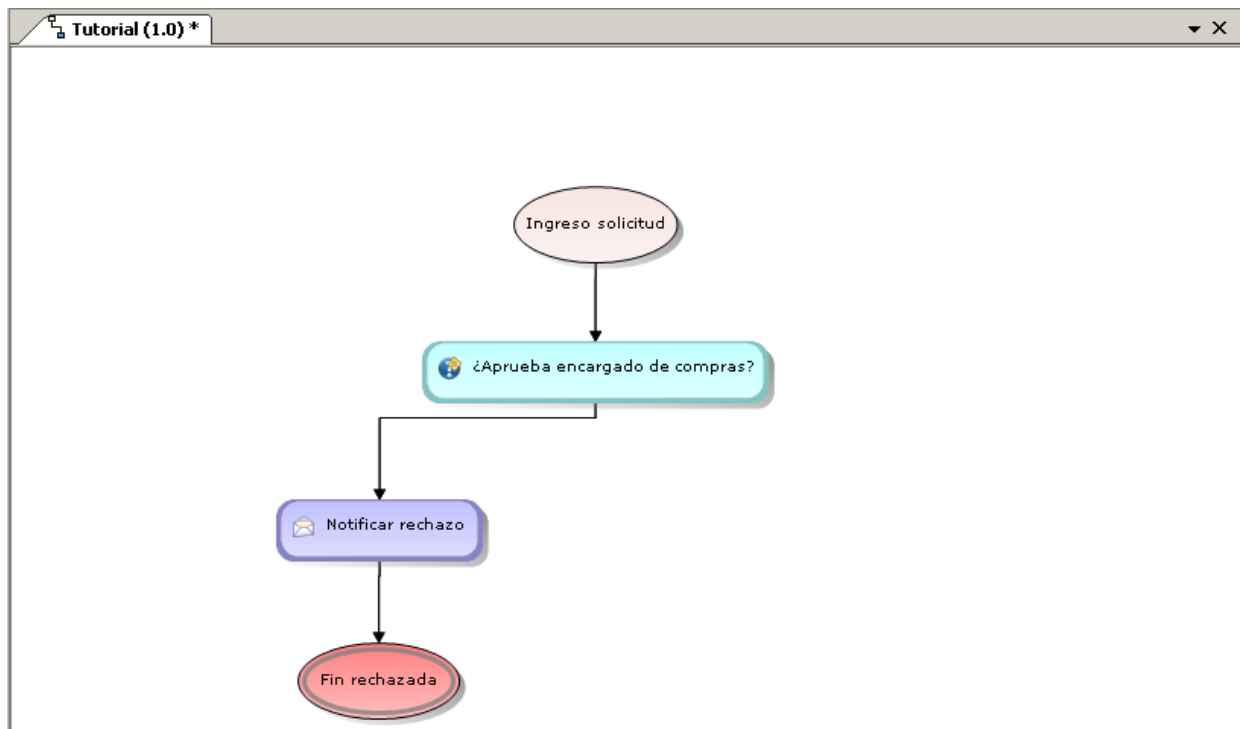 Tutorial (1.0) *
Ingreso solicitud
¿Aprueba encargado de compras?
Notificar rechazo
Fin rechazada